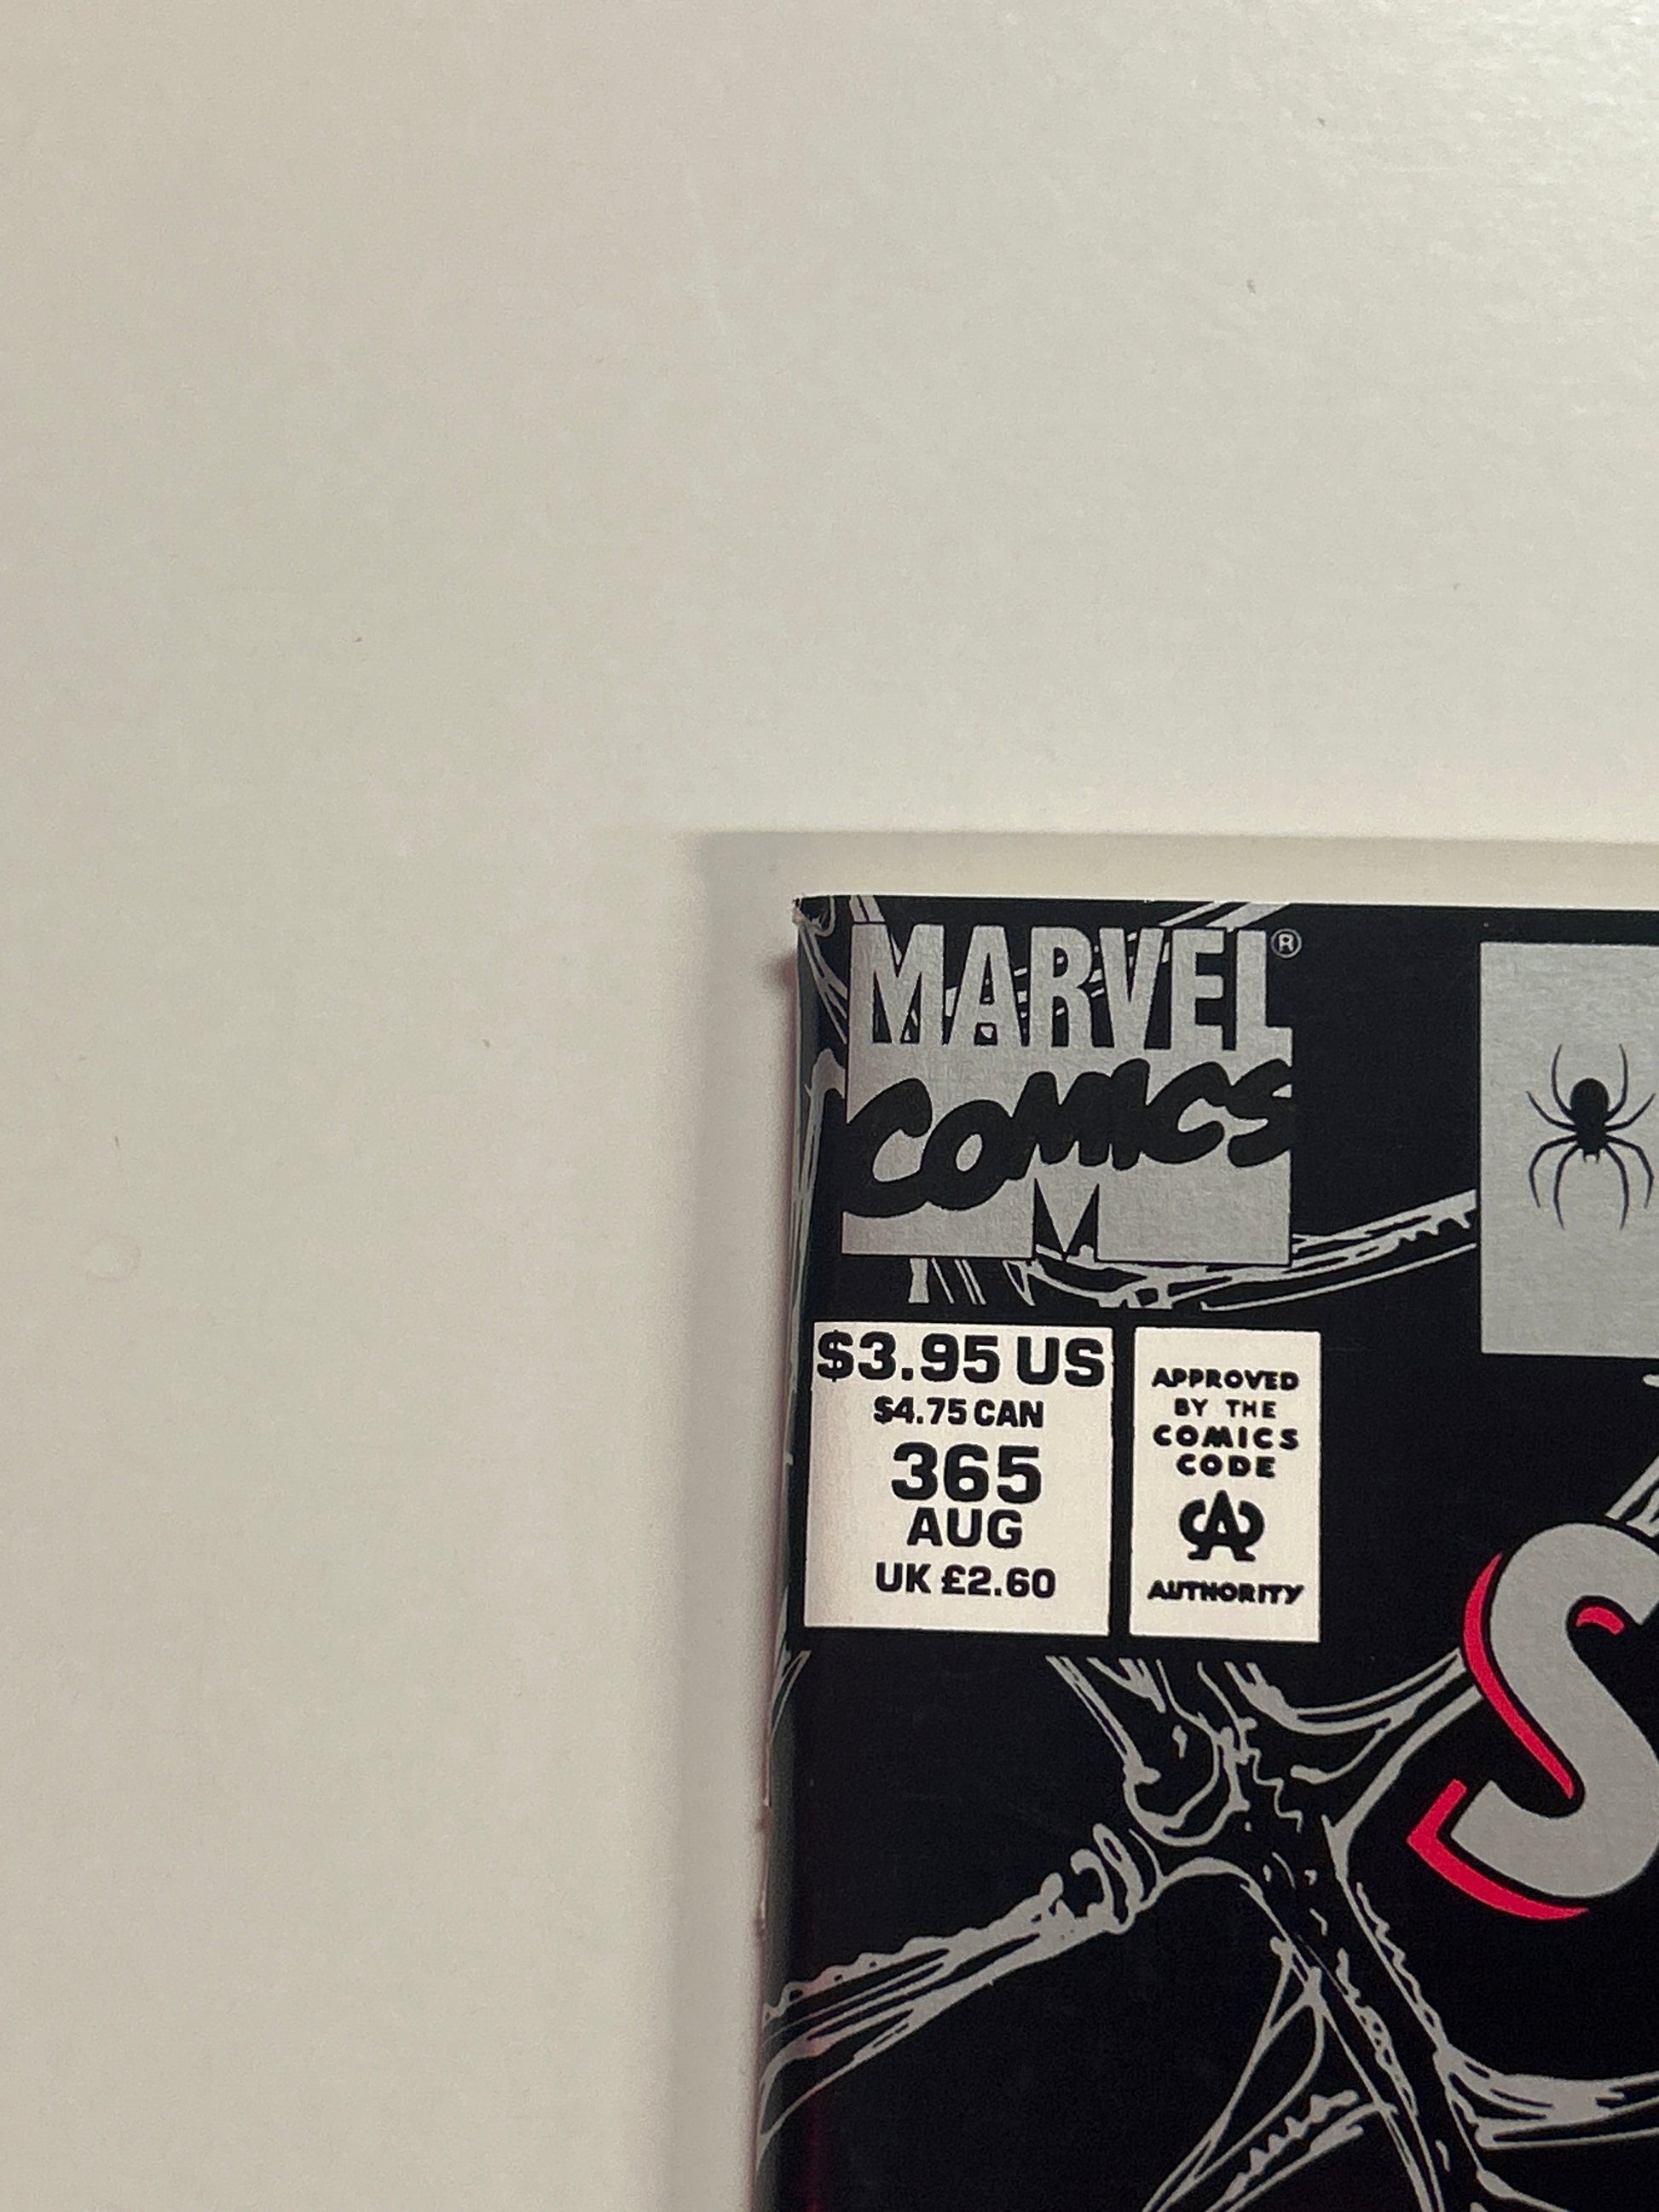 MARVEL®
COMICS
M
$3.95 US
$4.75 CAN
365
AUG
UK £2.60
APPROVED
BY THE
COMICS
CODE
CA
AUTHORITY
S